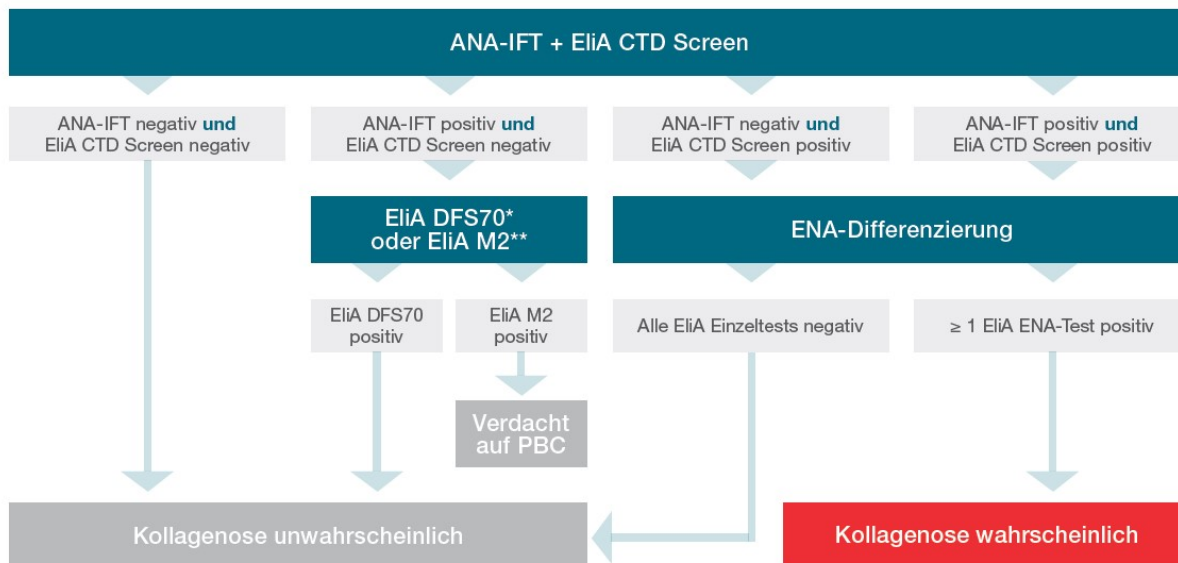 ANA-IFT + EliA CTD Screen
ANA-IFT negativ und
EliA CTD Screen negativ
ANA-IFT positiv und
EliA CTD Screen negativ
ANA-IFT negativ und
EliA CTD Screen positiv
ANA-IFT positiv und
EliA CTD Screen positiv
EliA DFS70*
oder EliA M2**
ENA-Differenzierung
EliA DFS70
positiv
EliA M2
positiv
Alle EliA Einzeltests negativ
≥ 1 EliA ENA-Test positiv
Verdacht
auf PBC
Kollagenose unwahrscheinlich
Kollagenose wahrscheinlich